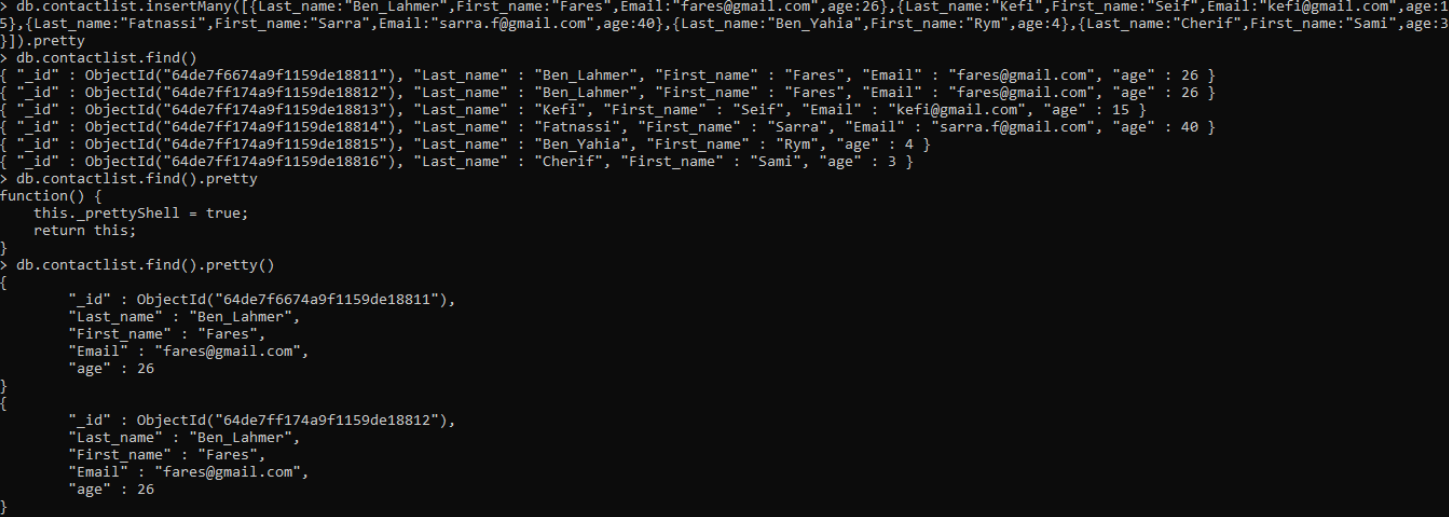 > db.contactlist.insertMany([{Last_name:"Ben_Lahmer",First_name:"Fares",Email:"fares@gmail.com",age:26},{Last_name:"Kefi",First_name:"Seif",Email:"kefi@gmail.com",age:1
5},{Last_name:"Fatnassi",First_name:"Sarra",Email:"sarra.f@gmail.com",age:40},{Last_name:"Ben_Yahia",First_name:"Rym",age:4},{Last_name:"Cherif",First_name:"Sami",age:3
}]).pretty
> db.contactlist.find()
{ "_id" : ObjectId("64de7f6674a9f1159de18811"), "Last_name" : "Ben_Lahmer", "First_name" : "Fares", "Email" : "fares@gmail.com", "age" : 26 }
{ "_id" : ObjectId("64de7ff174a9f1159de18812"), "Last_name" : "Ben_Lahmer", "First_name" : "Fares", "Email" : "fares@gmail.com", "age" : 26 }
{ "_id" : ObjectId("64de7ff174a9f1159de18813"), "Last_name" : "Kefi", "First_name" : "Seif", "Email" : "kefi@gmail.com", "age" : 15 }
{ "_id" : ObjectId("64de7ff174a9f1159de18814"), "Last_name" : "Fatnassi", "First_name" : "Sarra", "Email" : "sarra.f@gmail.com", "age" : 40 }
{ "_id" : ObjectId("64de7ff174a9f1159de18815"), "Last_name" : "Ben_Yahia", "First_name" : "Rym", "age" : 4 }
{ "_id" : ObjectId("64de7ff174a9f1159de18816"), "Last_name" : "Cherif", "First_name" : "Sami", "age" : 3 }
> db.contactlist.find().pretty
function() {
    this._prettyShell = true;
    return this;
}
> db.contactlist.find().pretty()
{
        "_id" : ObjectId("64de7f6674a9f1159de18811"),
        "Last_name" : "Ben_Lahmer",
        "First_name" : "Fares",
        "Email" : "fares@gmail.com",
        "age" : 26
}
{
        "_id" : ObjectId("64de7ff174a9f1159de18812"),
        "Last_name" : "Ben_Lahmer",
        "First_name" : "Fares",
        "Email" : "fares@gmail.com",
        "age" : 26
}